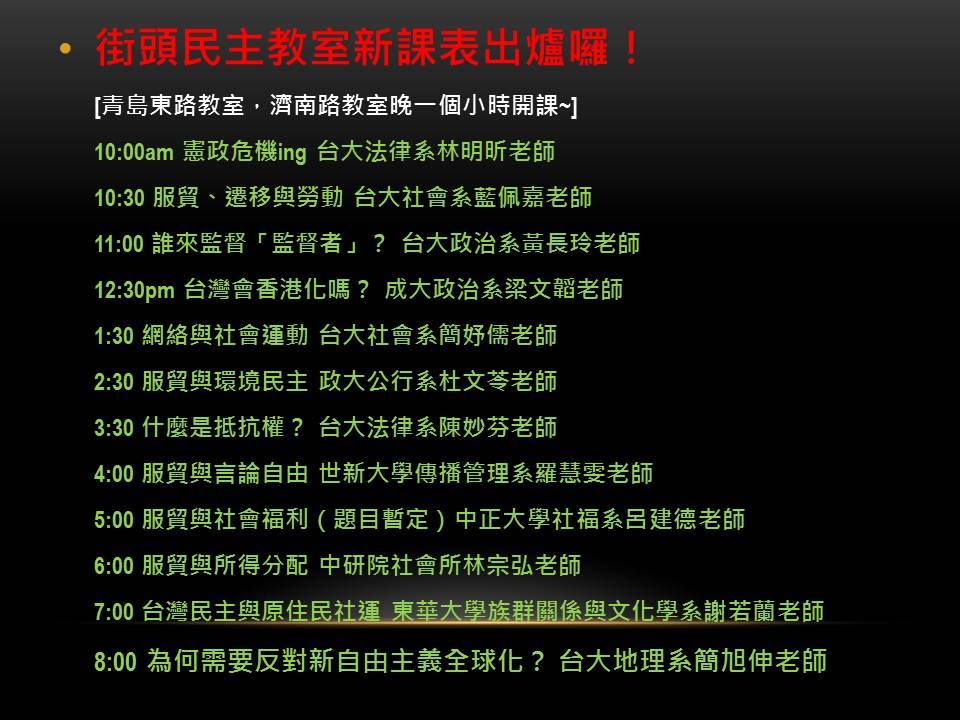 • 街頭民主教室新課表出爐囉！
[青島東路教室，濟南路教室晚一個小時開課~]
10:00am 憲政危機ing 台大法律系林明昕老師
10:30 服貿、遷移與勞動 台大社會系藍佩嘉老師
11:00 誰來監督「監督者」？ 台大政治系黃長玲老師
12:30pm 台灣會香港化嗎？ 成大政治系梁文韜老師
1:30 網絡與社會運動 台大社會系簡妤儒老師
2:30 服貿與環境民主 政大公行系杜文苓老師
3:30 什麼是抵抗權？ 台大法律系陳妙芬老師
4:00 服貿與言論自由 世新大學傳播管理系羅慧雯老師
5:00 服貿與社會福利（題目暫定）中正大學社福系呂建德老師
6:00 服貿與所得分配 中研院社會所林宗弘老師
7:00 台灣民主與原住民社運 東華大學族群關係與文化學系謝若蘭老師
8:00 為何需要反對新自由主義全球化？ 台大地理系簡旭伸老師